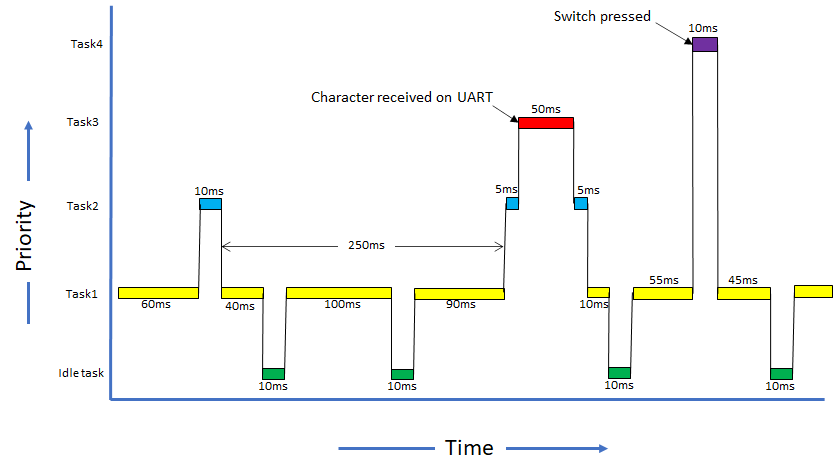 Switch pressed
10ms
Task4
Character received on UART
50ms
Task3
10ms
5ms
5ms
Task2
250ms
Priority
55ms
45ms
Task1
60ms
40ms
100ms
90ms
10ms
Idle task
10ms
10ms
10ms
10ms
Time